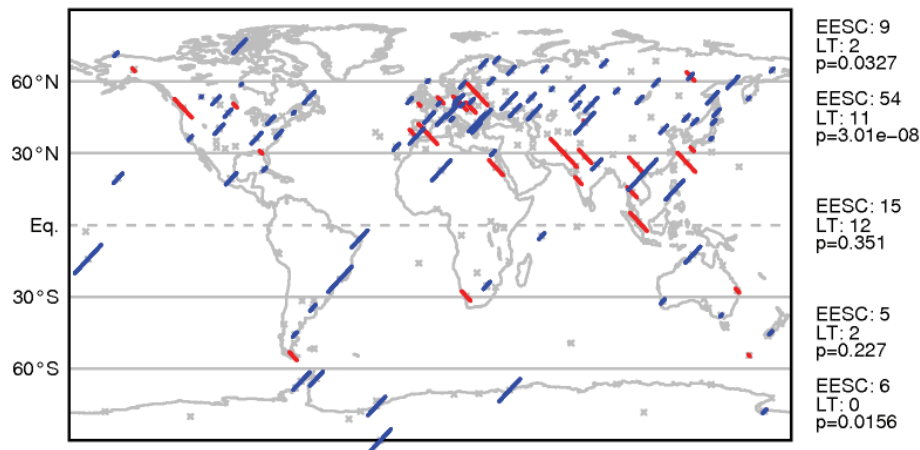 EESC: 9
LT: 2
p=0.0327
60°N
EESC: 54
LT: 11
p=3.01e-08
30°N
EESC: 15
LT: 12
p=0.351
Eq.
30°S
EESC: 5
LT: 2
p=0.227
60°S
EESC: 6
LT: 0
p=0.0156